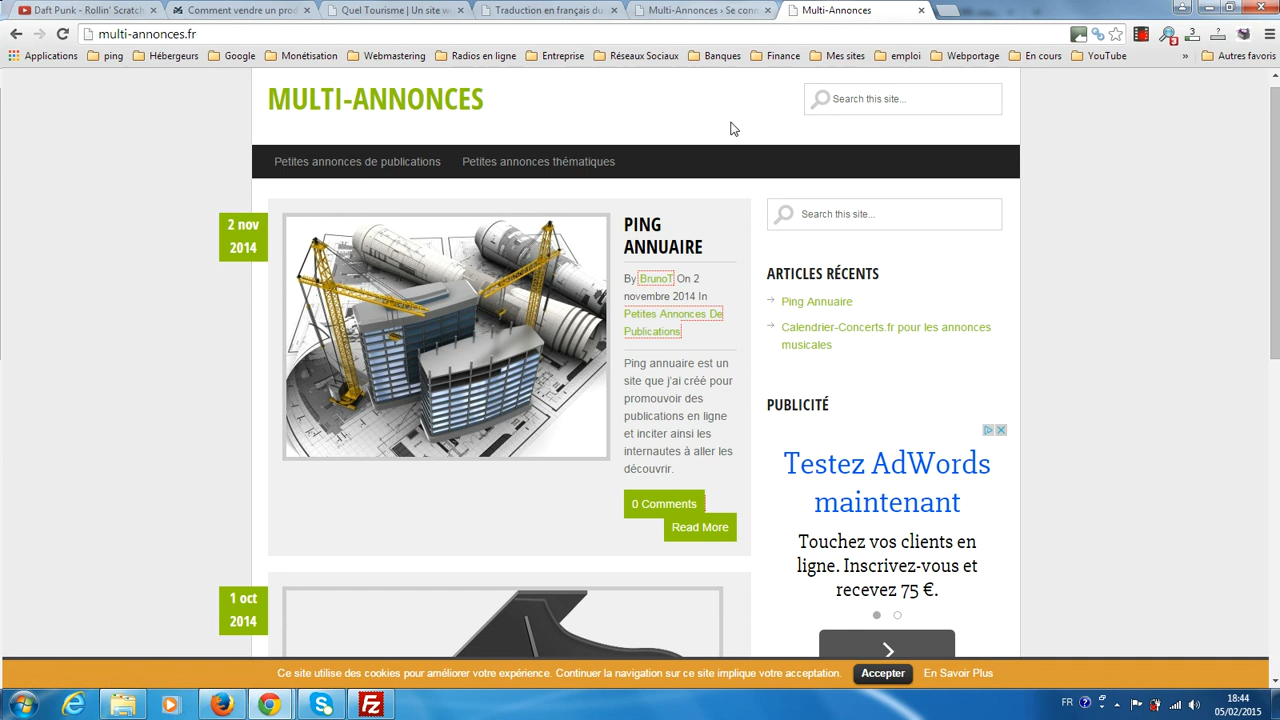 Daft Punk - Rollin' Scratch
Comment vendre un prod
Quel Tourisme | Un site w
Traduction en français du
Multi-Annonces › Se conn
Multi-Annonces
multi-annonces.fr
Applications
ping
Hébergeurs
Google
Monétisation
Webmastering
Radios en ligne
Entreprise
Réseaux Sociaux
Banques
Finance
Mes sites
emploi
Webportage
En cours
YouTube
»
Autres favoris
MULTI-ANNONCES
Search this site...
Petites annonces de publications
Petites annonces thématiques
2 nov
2014
PING
ANNUAIRE
By BrunoT On 2
novembre 2014 In
Petites Annonces De
Publications
Ping annuaire est un
site que j'ai créé pour
promouvoir des
publications en ligne
et inciter ainsi les
internautes à aller les
découvrir.
0 Comments
Read More
Search this site...
ARTICLES RÉCENTS
Ping Annuaire
Calendrier-Concerts.fr pour les annonces
musicales
PUBLICITÉ
Testez AdWords
maintenant
Touchez vos clients en
ligne. Inscrivez-vous et
recevez 75 €.
1 oct
2014
Ce site utilise des cookies pour améliorer votre expérience. Continuer la navigation sur ce site implique votre acceptation.
Accepter
En Savoir Plus
FR
18:44
05/02/2015